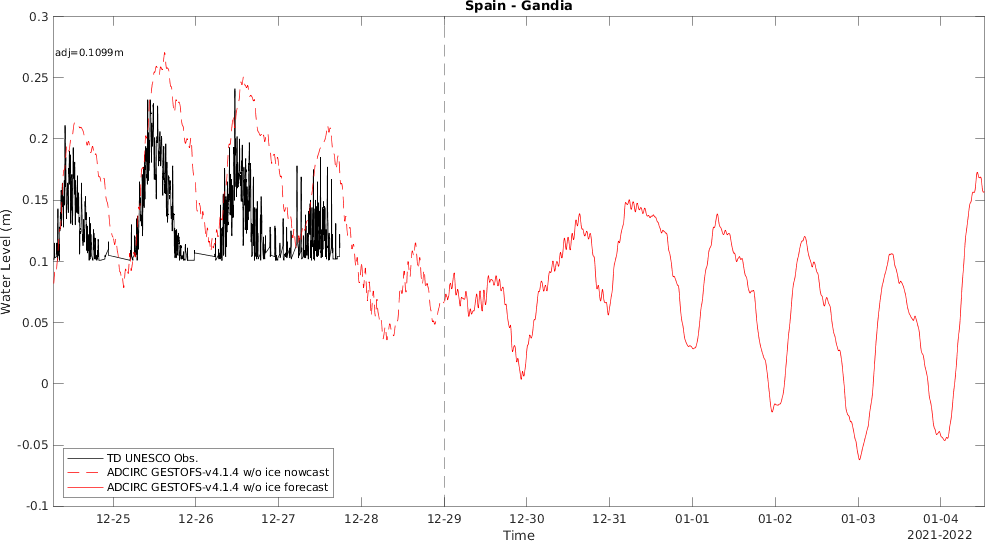 Spain - Gandia
0.3
0.25
0.2
0.15
0.1
0.05
0
-0.05
-0.1
Water Level (m)
adj=0.1099m
TD UNESCO Obs.
ADCIRC GESTOFS-v4.1.4 w/o ice nowcast
ADCIRC GESTOFS-v4.1.4 w/o ice forecast
12-25 12-26 12-27 12-28 12-29 12-30 12-31 01-01 01-02 01-03 01-04
2021-2022
Time